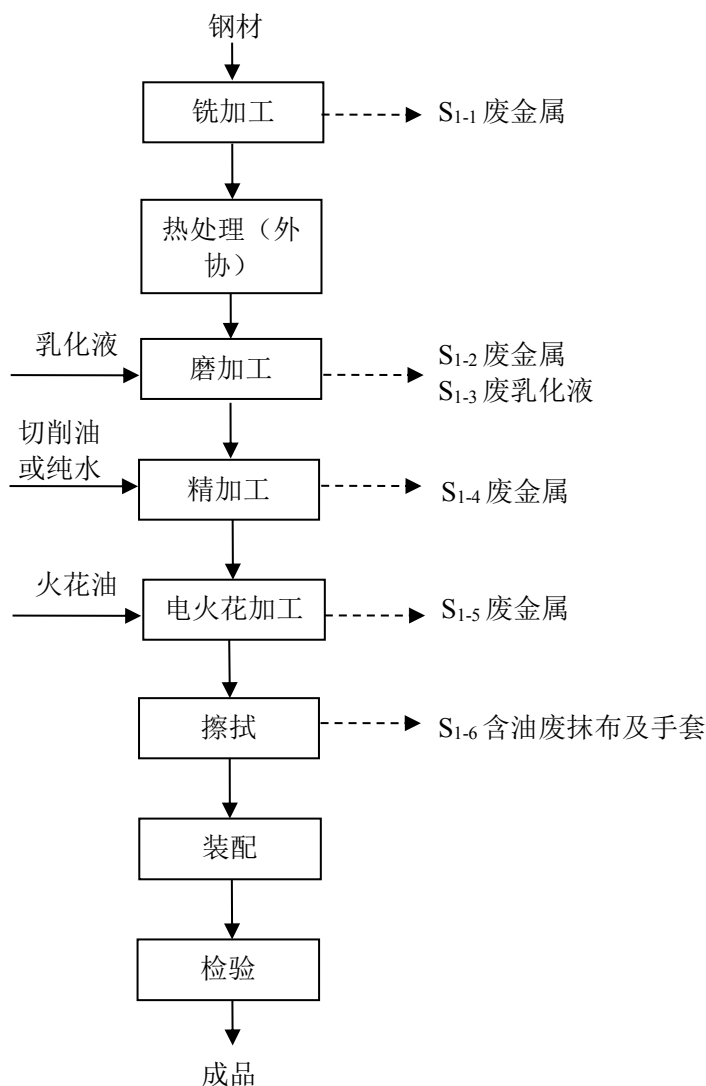 钢材
铣加工
S1-1 废金属
热处理（外
协）
乳化液
磨加工
S1-2 废金属
S1-3 废乳化液
切削油
或纯水
精加工
S1-4 废金属
火花油
电火花加工
S1-5 废金属
擦拭
S1-6 含油废抹布及手套
装配
检验
成品